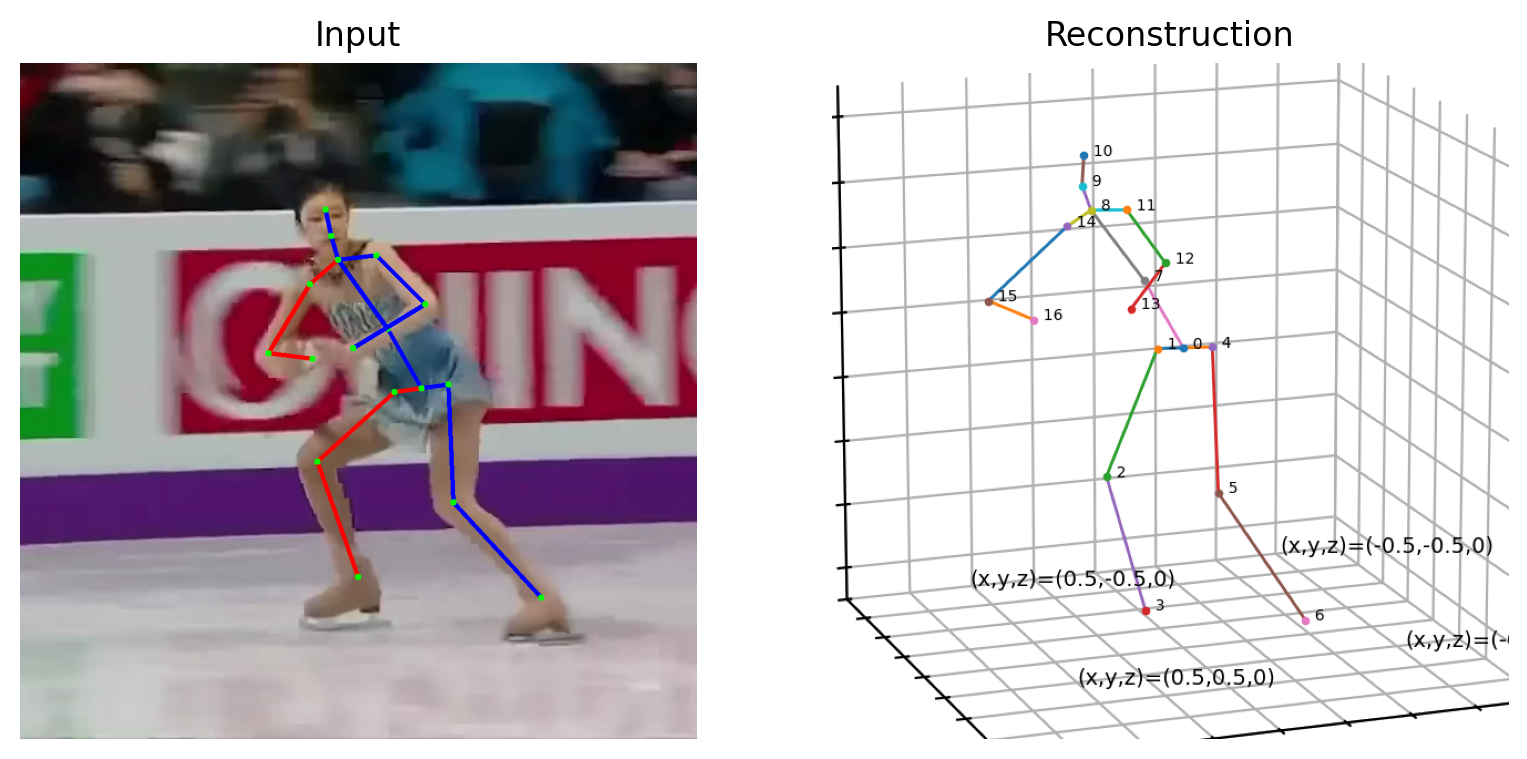 Input
Reconstruction
CHING
10
9
8
11
14
12
7
15
13
16
1
0
4
2
5
(x,y,z)=(-0.5,-0.5,0)
(x,y,z)=(0.5,-0.5,0)
3
6
(x,y,z)=(-
(x,y,z)=(0.5,0.5,0)